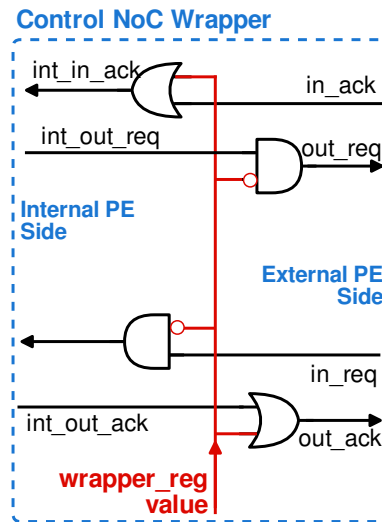 Control NoC Wrapper
int_in_ack
in_ack
int_out_req
out_req
Internal PE
Side
External PE
Side
in_req
int_out_ack
out_ack
wrapper_reg
value